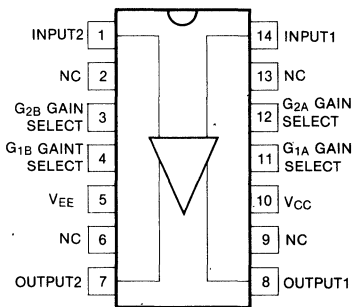 INPUT2 1
14 INPUT1
NC 2
13 NC
G2B GAIN
SELECT 3
12 G2A GAIN
SELECT
G1B GAINT
SELECT 4
11 G1A GAIN
SELECT
VEE 5
10 VCC
NC 6
9 NC
OUTPUT2 7
8 OUTPUT1